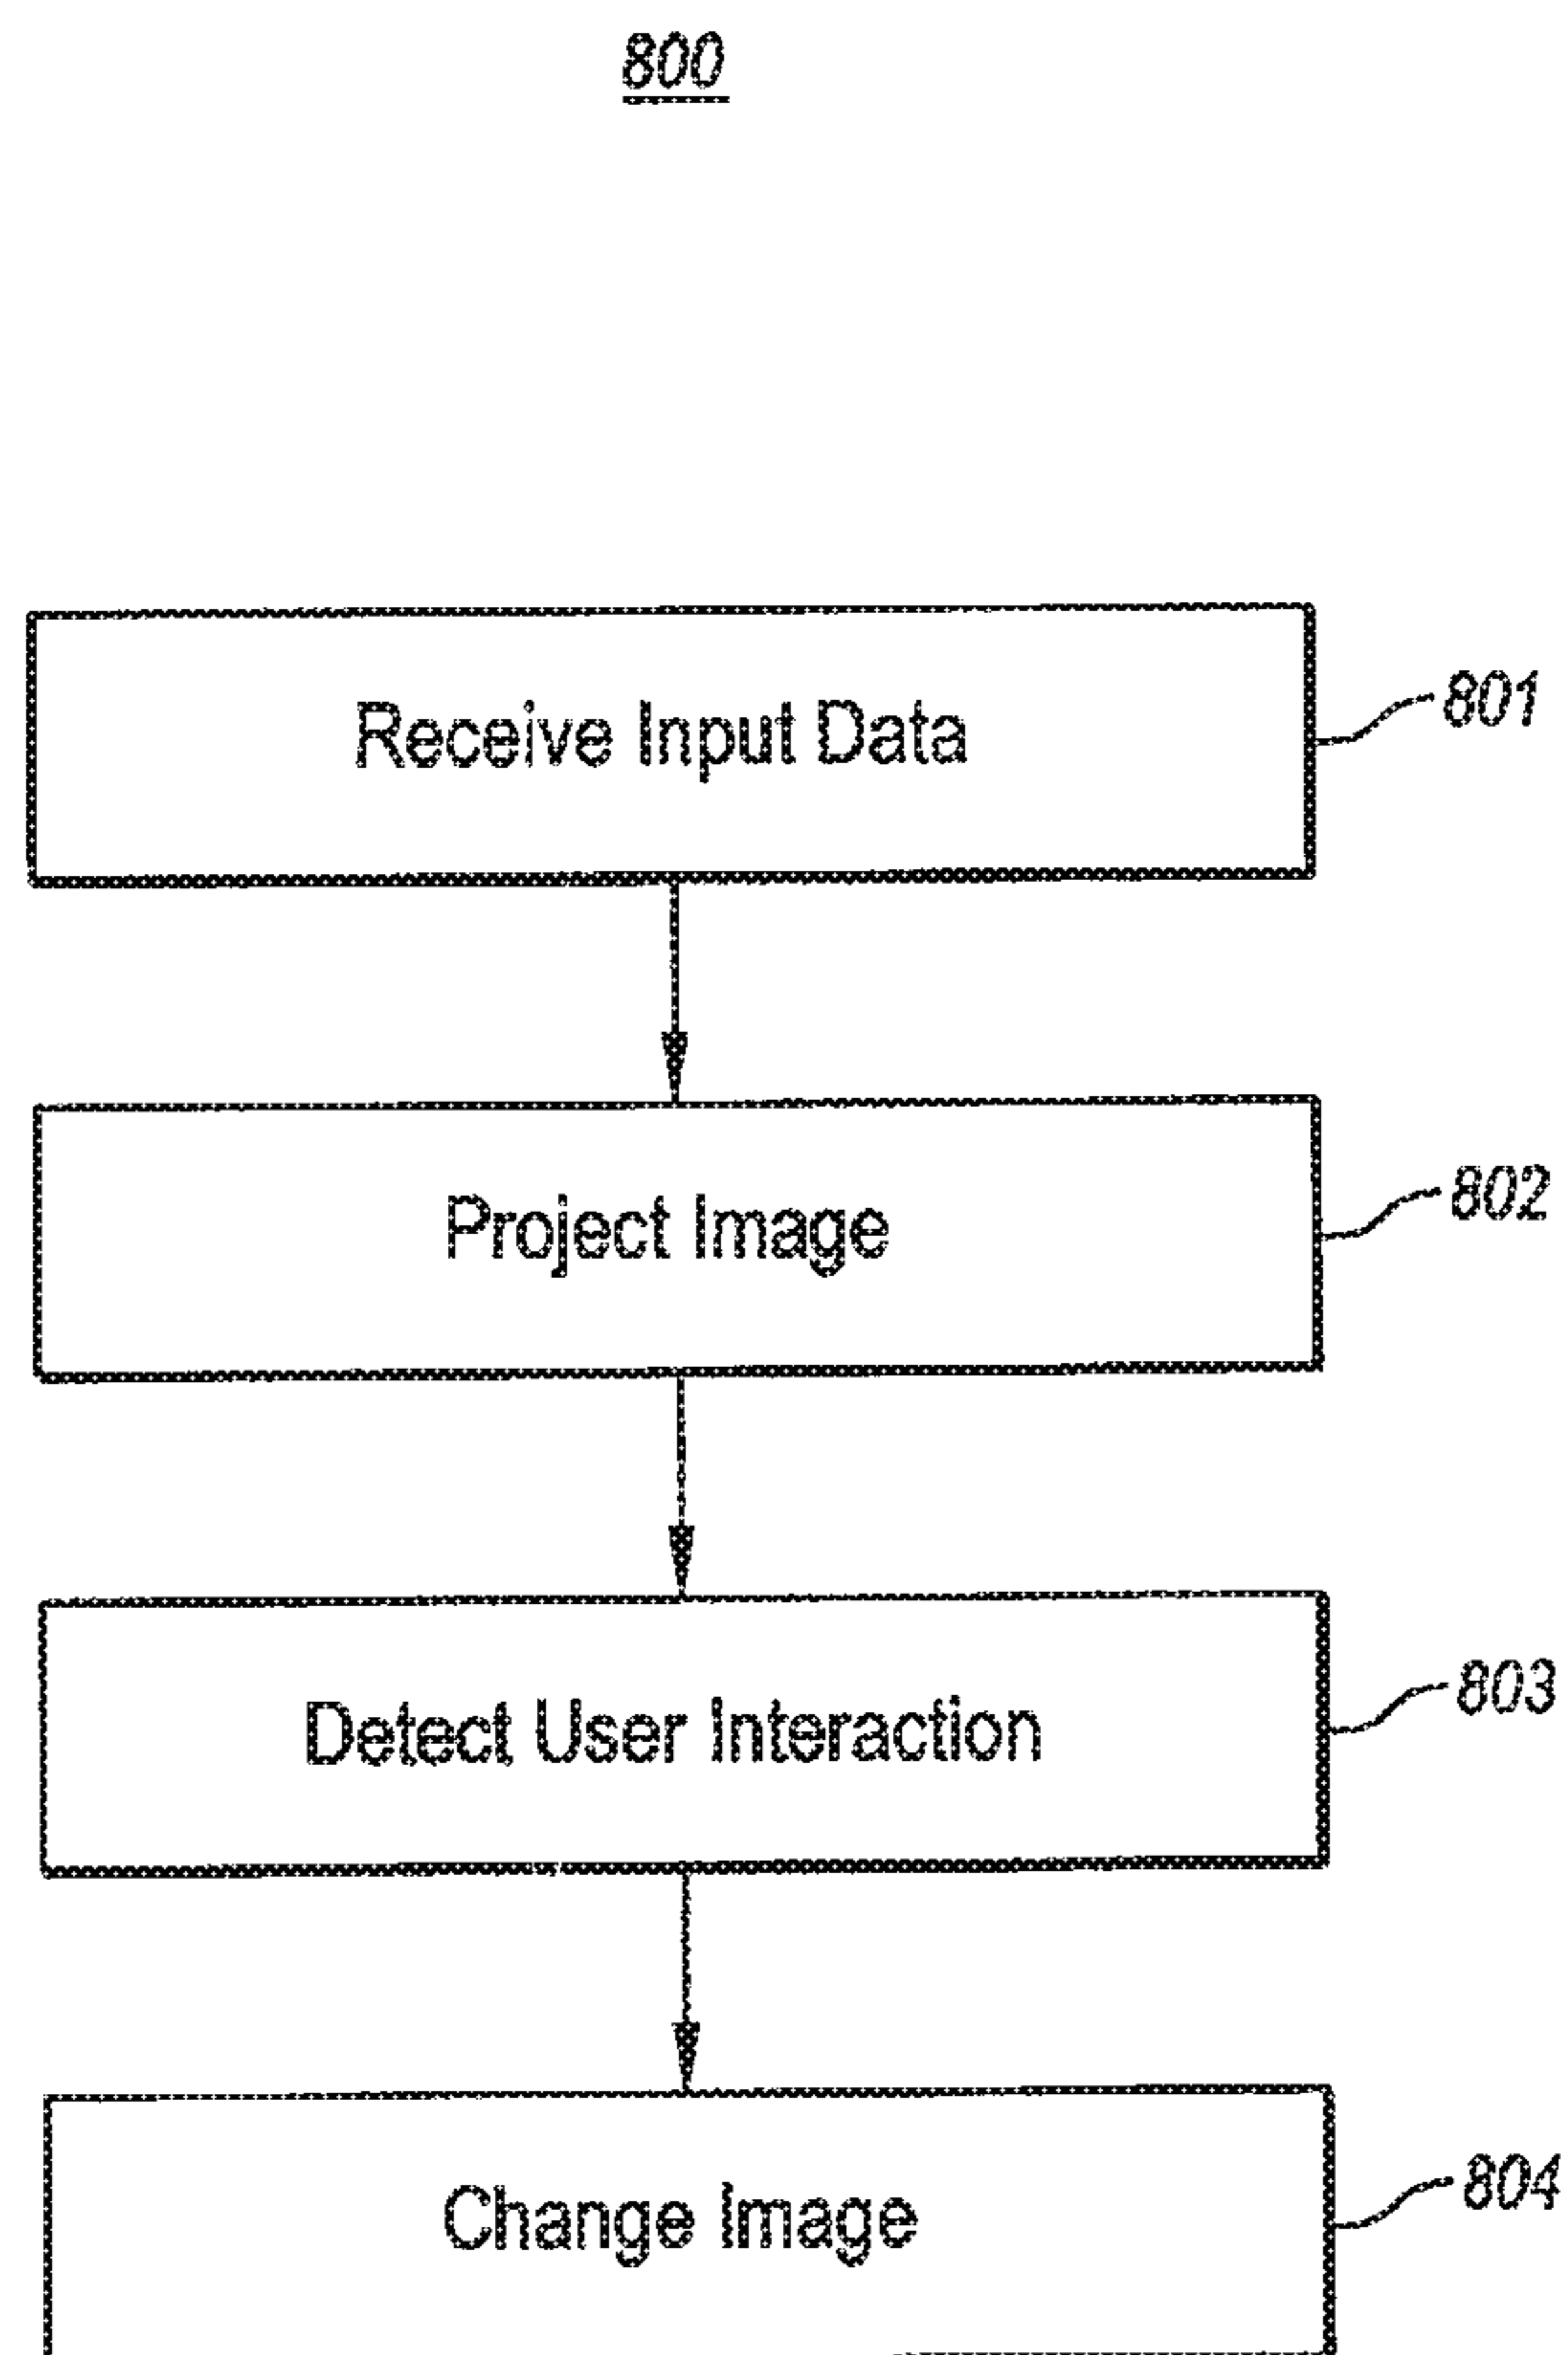 800
Receive Input Data
801
Project Image
802
Detect User Interaction
803
Change Image
804